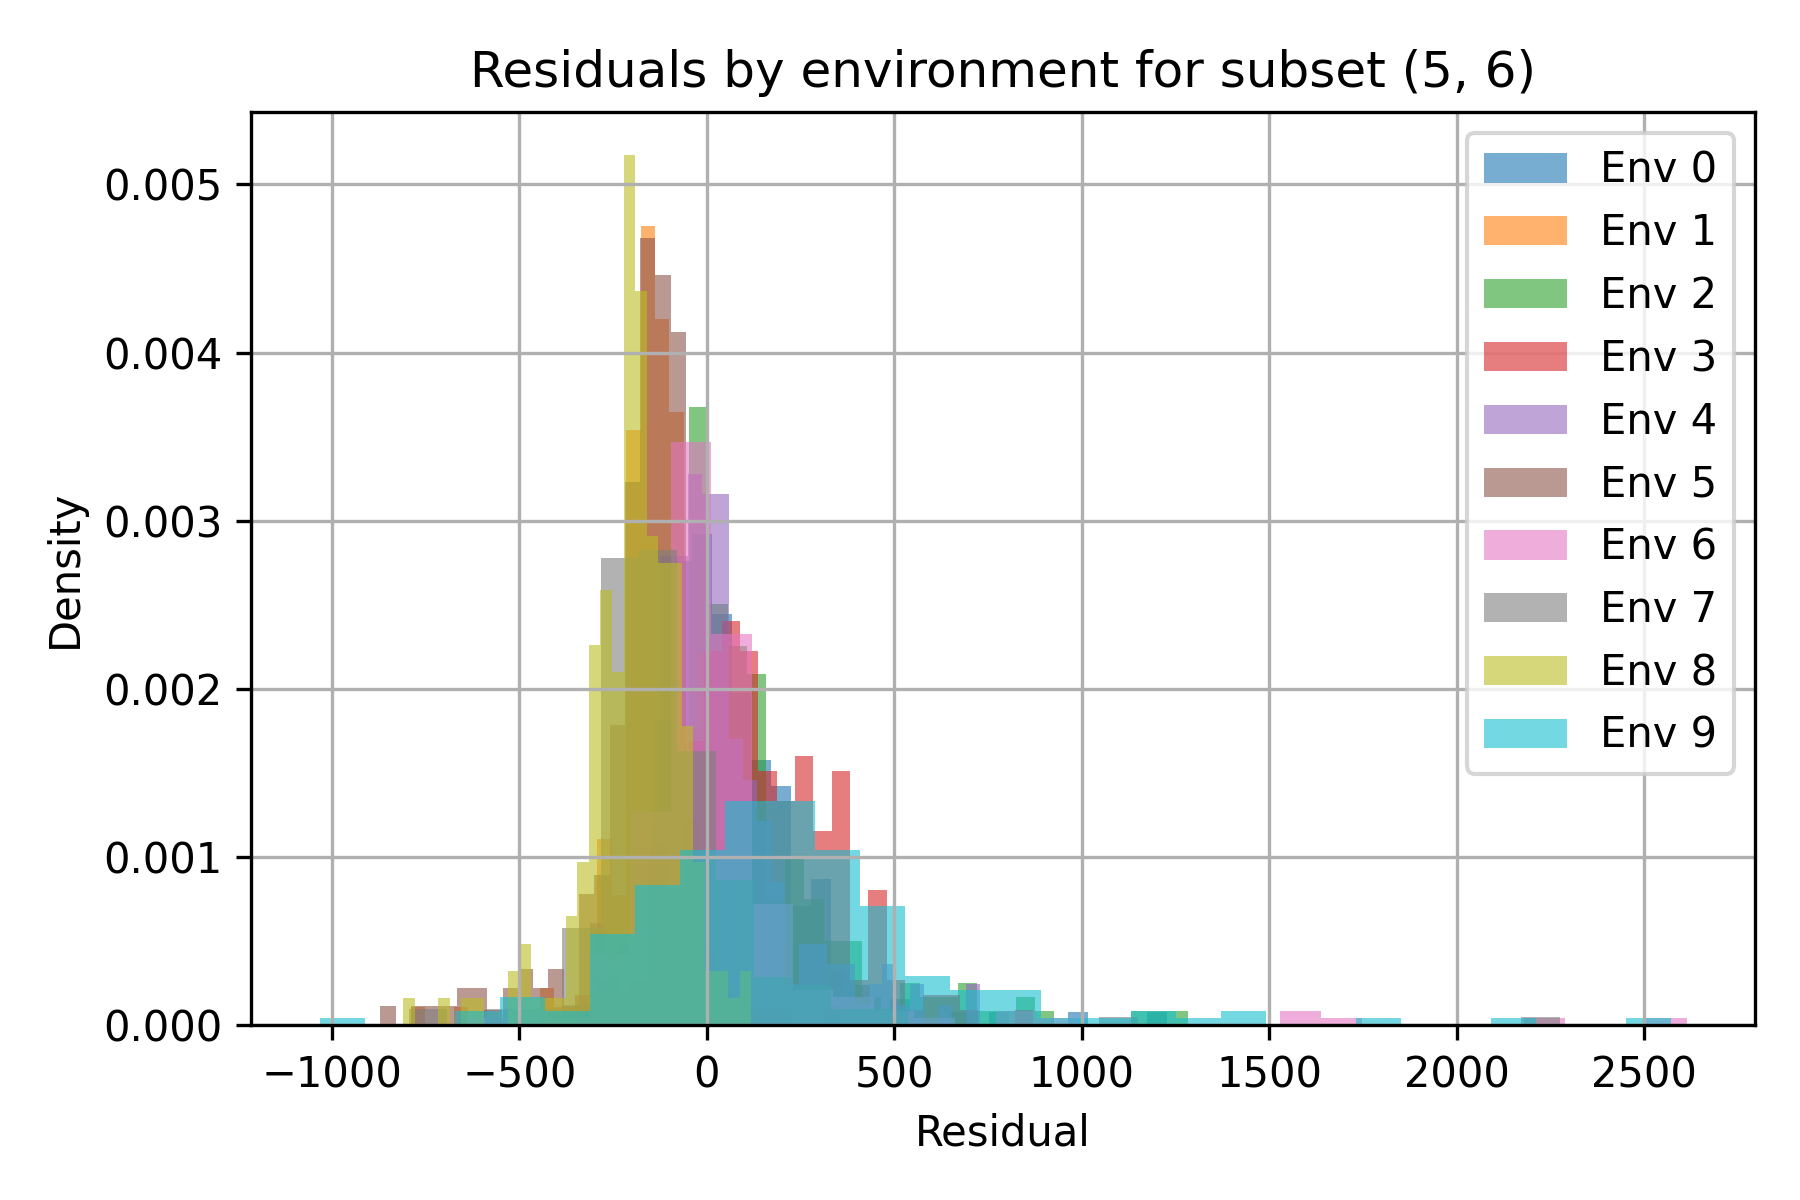 Residuals by environment for subset (5, 6)
Density
0.005
0.004
0.003
0.002
0.001
0.000
−1000 −500 0 500 1000 1500 2000 2500
Residual
Env 0
Env 1
Env 2
Env 3
Env 4
Env 5
Env 6
Env 7
Env 8
Env 9